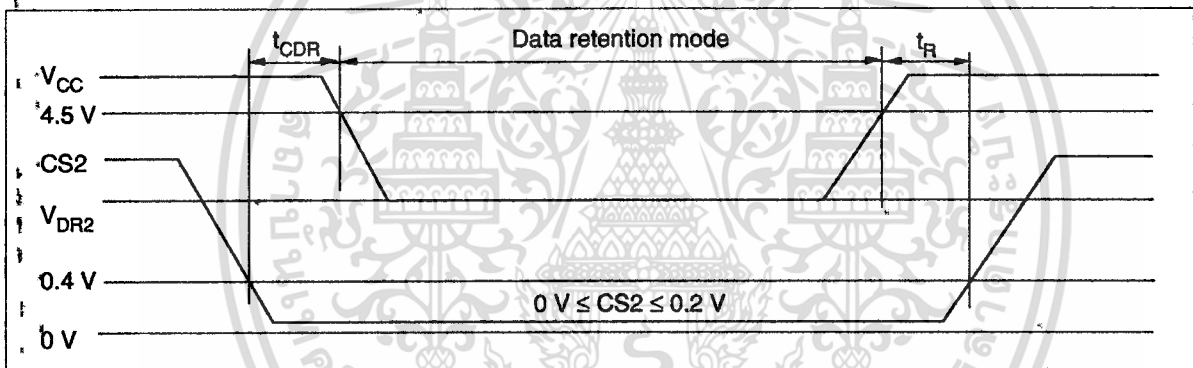 t_CDR Data retention mode t_R
V_CC
4.5 V
CS2
V_DR2
0.4 V
0 V ≤ CS2 ≤ 0.2 V
0 V